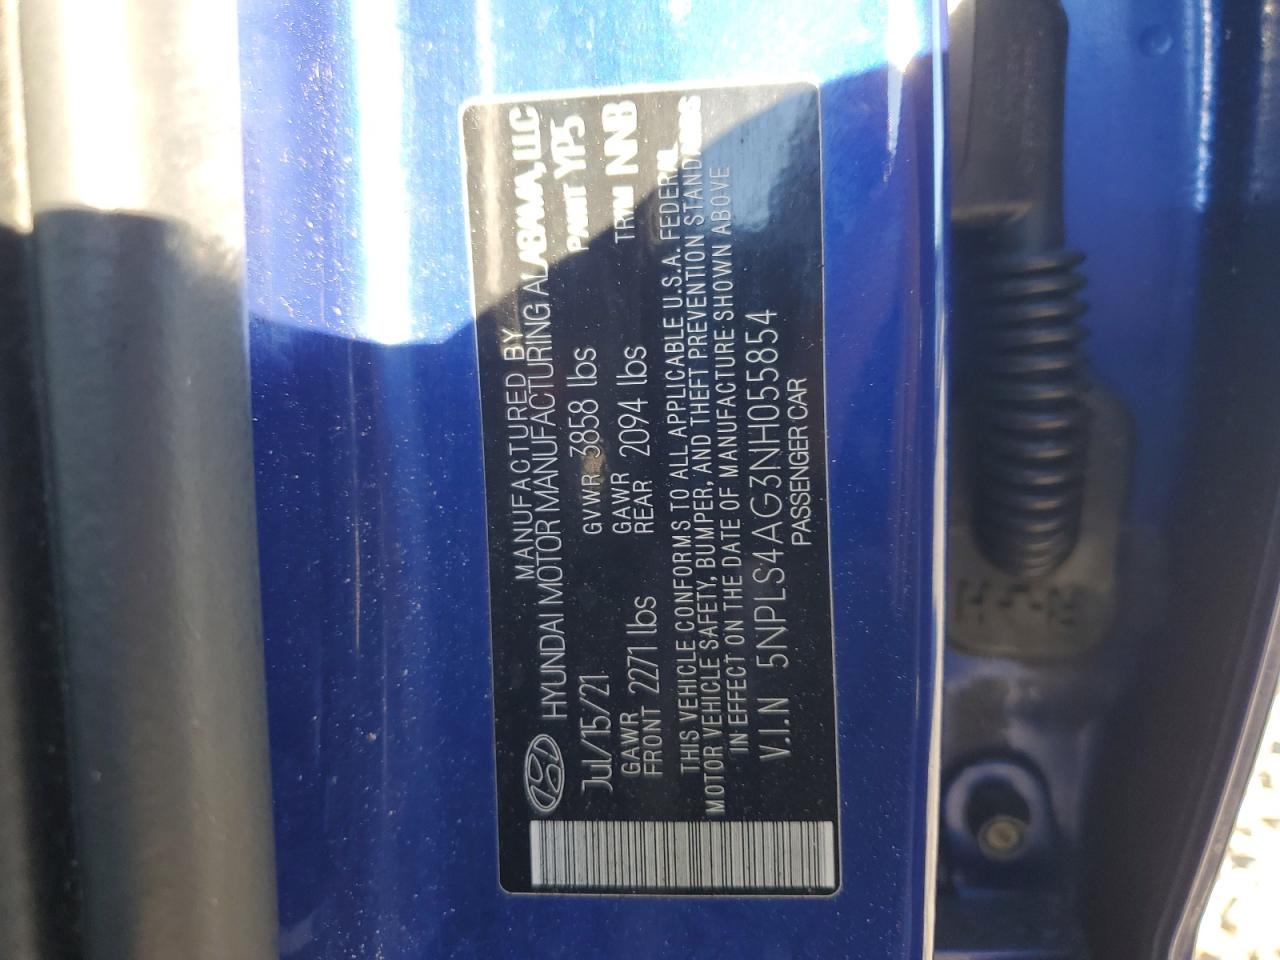 MANUFACTURED BY
HYUNDAI MOTOR MANUFACTURING ALABAMA, LLC
Jul/15/21 GVWR 3858 lbs PAINT YP5
GAWR FRONT 2271 lbs GAWR REAR 2094 lbs TRIM NNB
THIS VEHICLE CONFORMS TO ALL APPLICABLE U.S.A. FEDERAL
MOTOR VEHICLE SAFETY, BUMPER, AND THEFT PREVENTION STANDARDS
IN EFFECT ON THE DATE OF MANUFACTURE SHOWN ABOVE
V.I.N 5NPLS4AG3NH055854
PASSENGER CAR